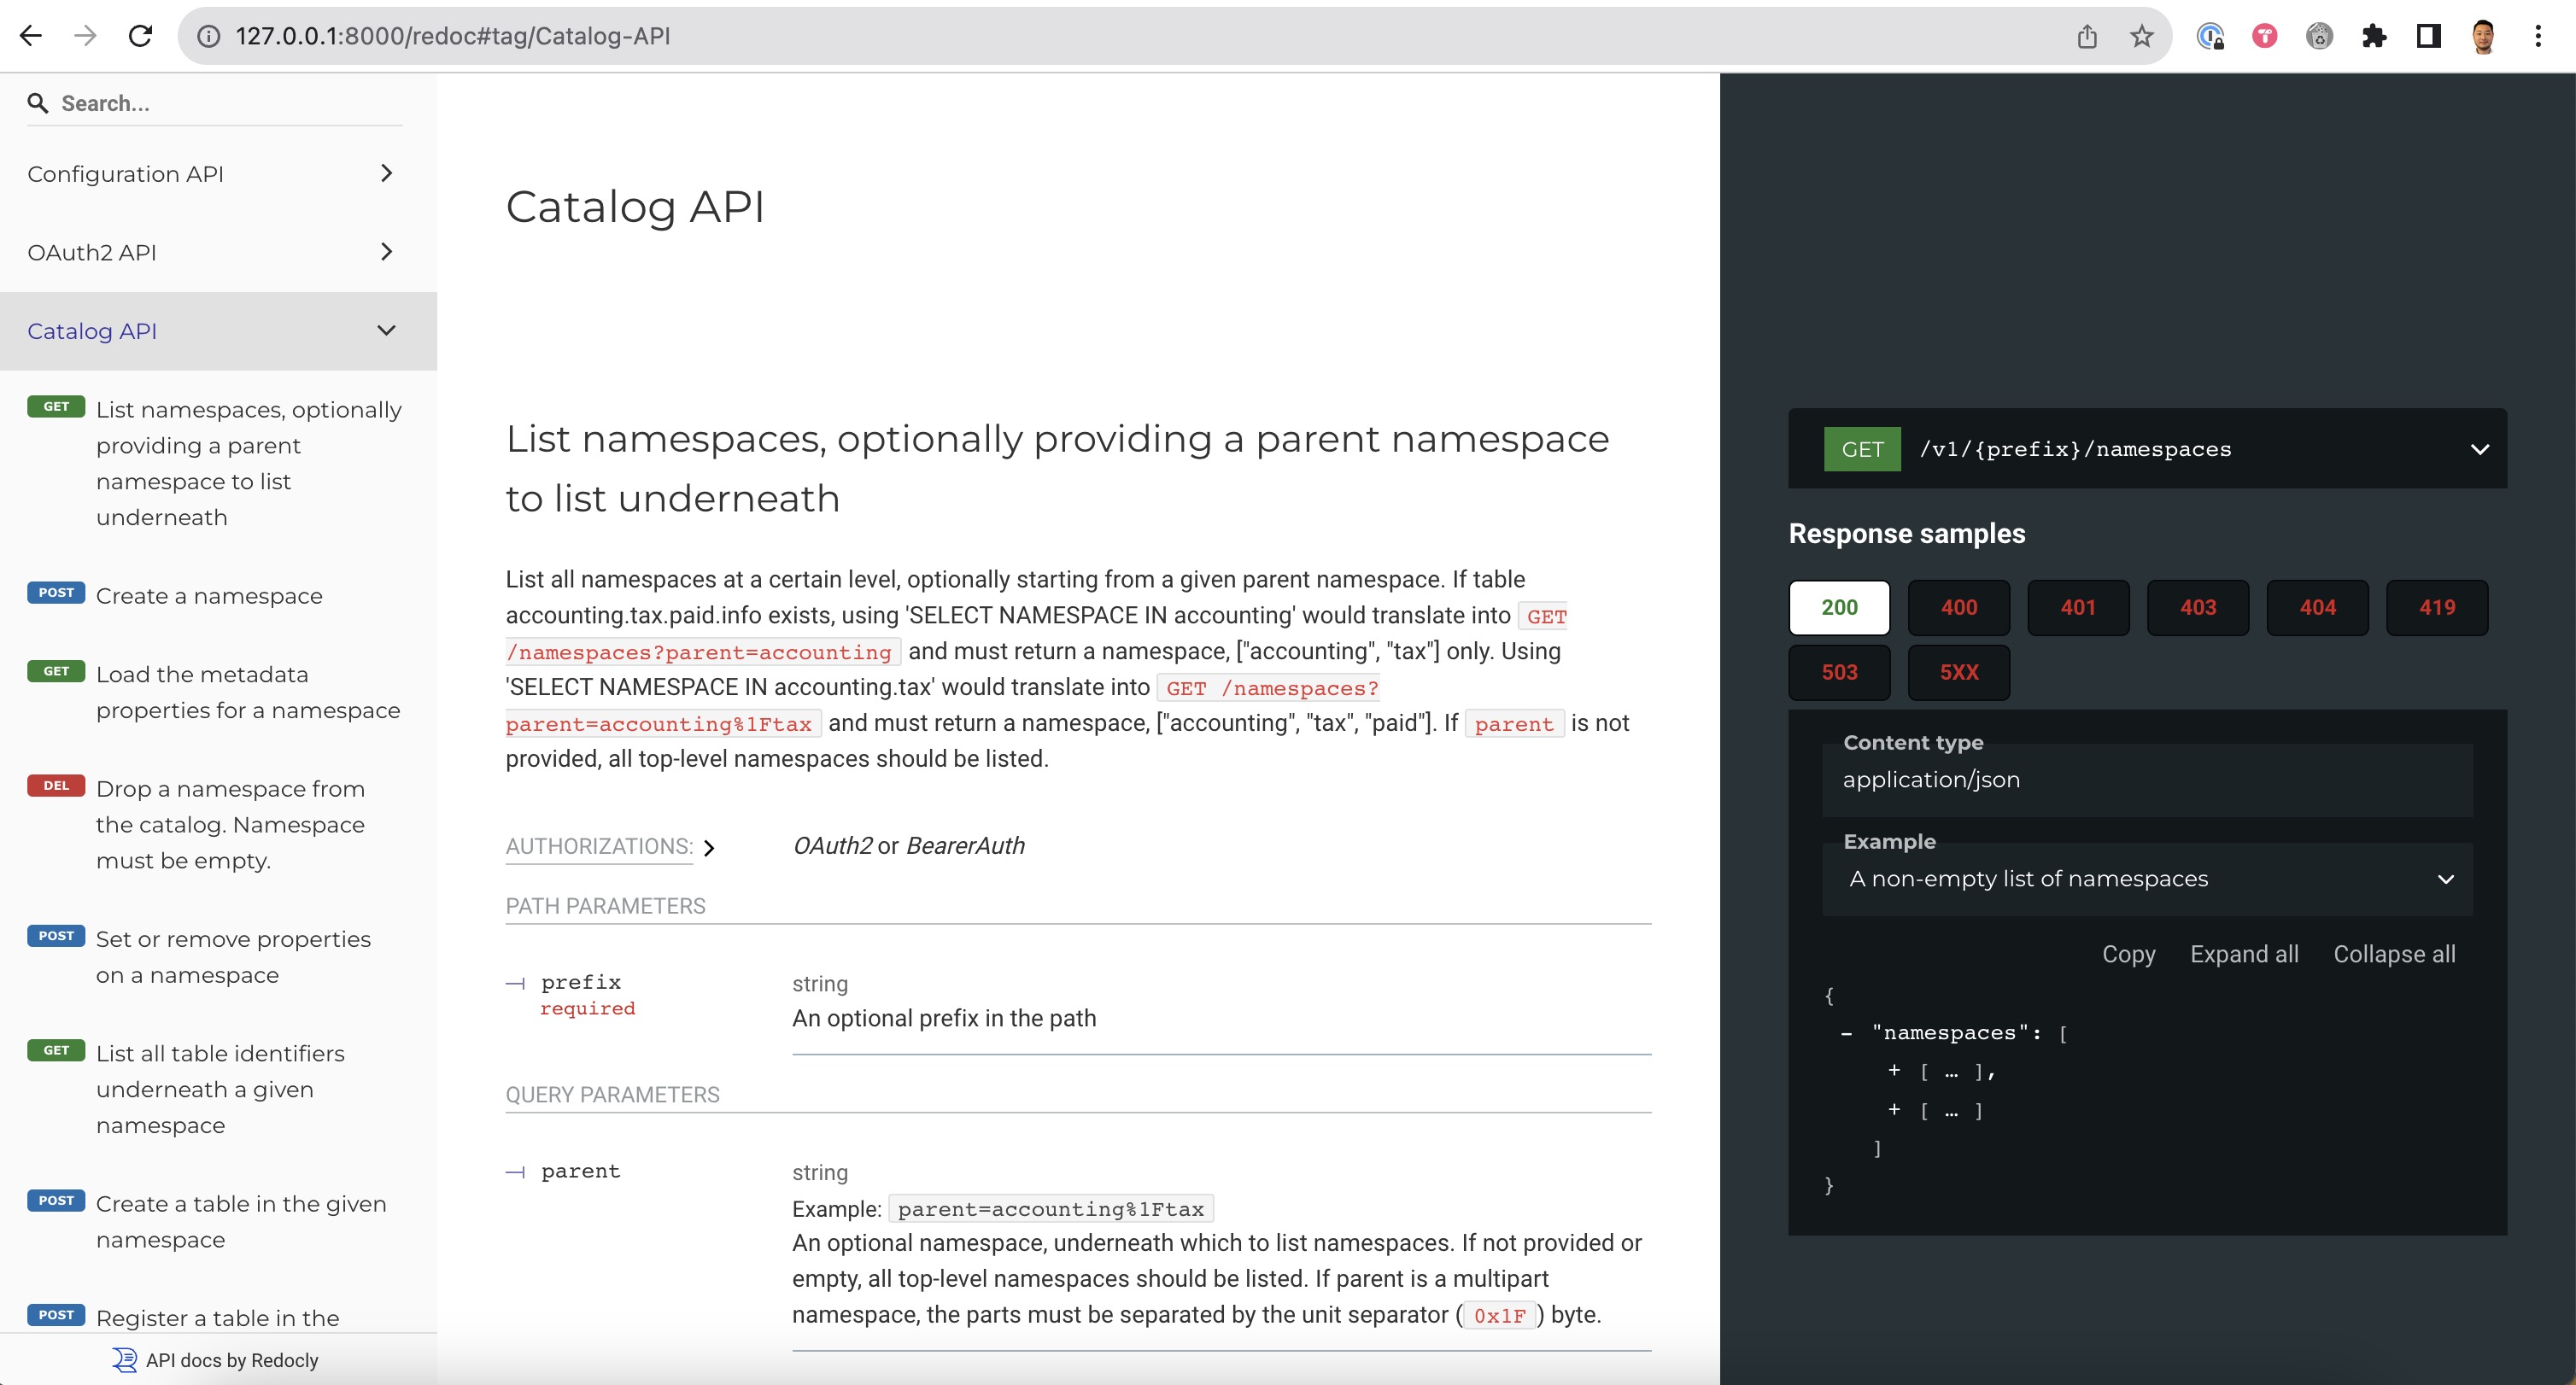 127.0.0.1:8000/redoc#tag/Catalog-API
Search...
Configuration API
OAuth2 API
Catalog API
GET List namespaces, optionally
providing a parent
namespace to list
underneath
POST Create a namespace
GET Load the metadata
properties for a namespace
DEL Drop a namespace from
the catalog. Namespace
must be empty.
POST Set or remove properties
on a namespace
GET List all table identifiers
underneath a given
namespace
POST Create a table in the given
namespace
POST Register a table in the
API docs by Redocly
Catalog API
List namespaces, optionally providing a parent namespace
to list underneath
List all namespaces at a certain level, optionally starting from a given parent namespace. If table
accounting.tax.paid.info exists, using 'SELECT NAMESPACE IN accounting' would translate into GET
/namespaces?parent=accounting and must return a namespace, ["accounting", "tax"] only. Using
'SELECT NAMESPACE IN accounting.tax' would translate into GET /namespaces?
parent=accounting%1Ftax and must return a namespace, ["accounting", "tax", "paid"]. If parent is not
provided, all top-level namespaces should be listed.
AUTHORIZATIONS: OAuth2 or BearerAuth
PATH PARAMETERS
prefix string
required An optional prefix in the path
QUERY PARAMETERS
parent string
Example: parent=accounting%1Ftax
An optional namespace, underneath which to list namespaces. If not provided or
empty, all top-level namespaces should be listed. If parent is a multipart
namespace, the parts must be separated by the unit separator (0x1F) byte.
GET /v1/{prefix}/namespaces
Response samples
200 400 401 403 404 419
503 5XX
Content type
application/json
Example
A non-empty list of namespaces
Copy Expand all Collapse all
{
- "namespaces": [
+ [ … ],
+ [ … ]
]
}